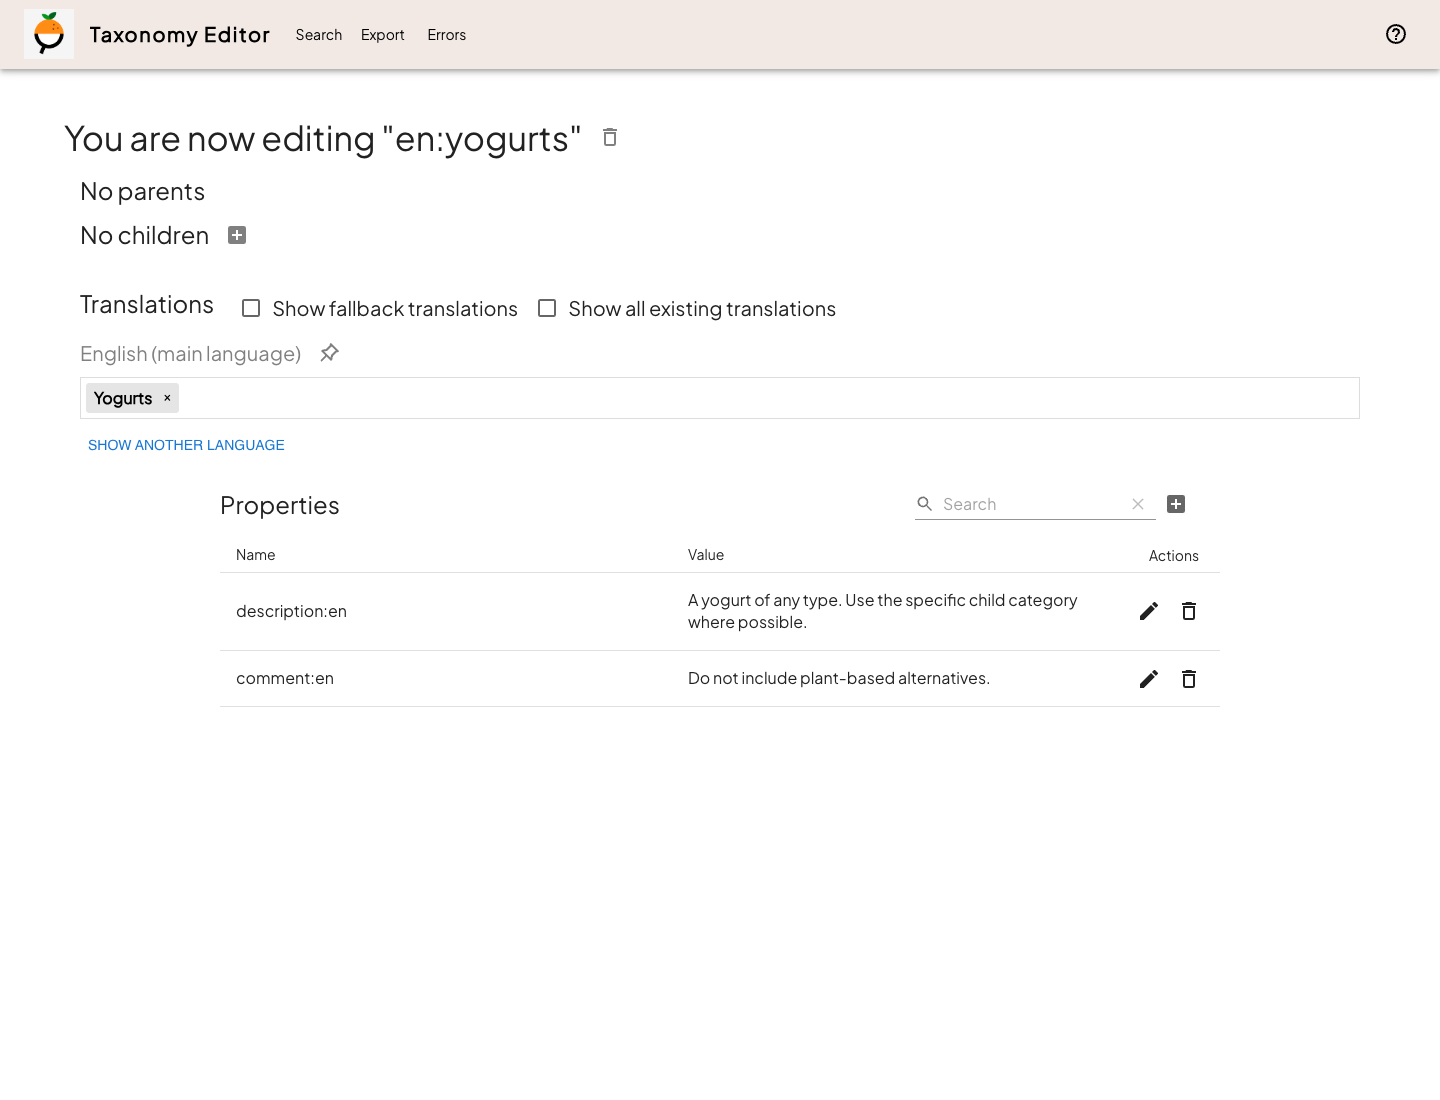 Taxonomy Editor Search Export Errors
You are now editing "en:yogurts"
No parents
No children
Translations Show fallback translations Show all existing translations
English (main language)
Yogurts ×
SHOW ANOTHER LANGUAGE
Properties Search
Name Value Actions
description:en A yogurt of any type. Use the specific child category
where possible.
comment:en Do not include plant-based alternatives.